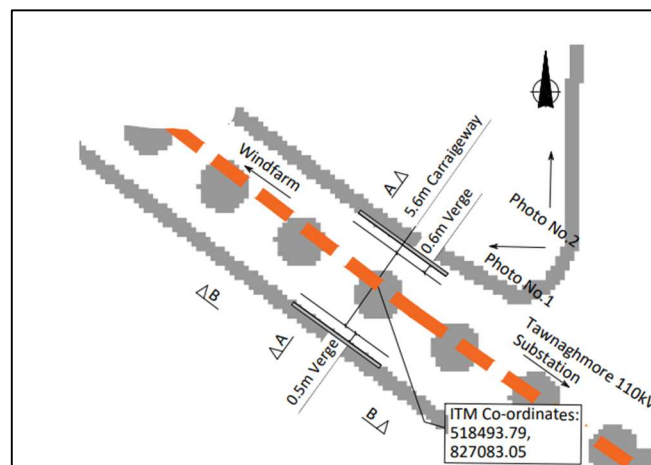 Windfarm
A
5.6m Carraigeway
0.6m Verge
Photo No.2
Photo No.1
B
A
0.5m Verge
B
Tawnaghmore 110kV
Substation
ITM Co-ordinates:
518493.79,
827083.05